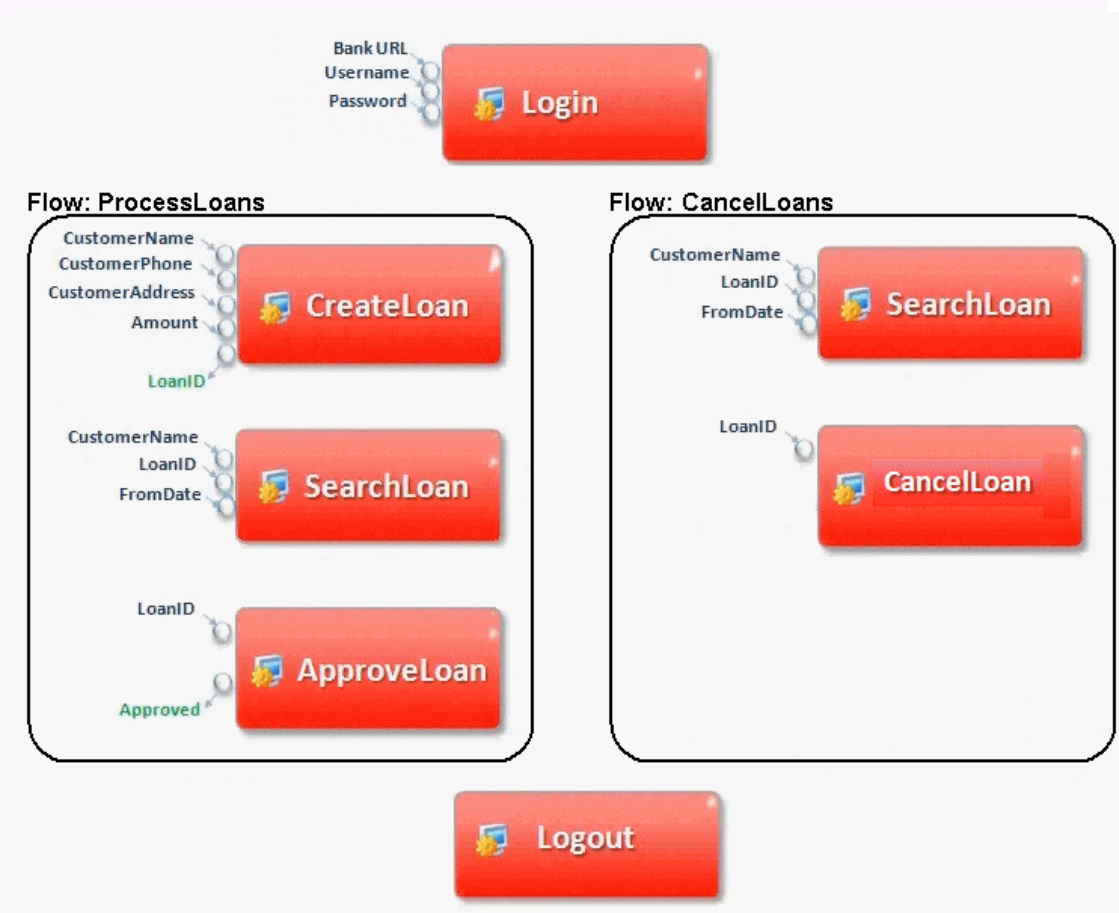 Bank URL
Username
Password
Login
Flow: ProcessLoans
CustomerName
CustomerPhone
CustomerAddress
Amount
LoanID
CreateLoan
CustomerName
LoanID
FromDate
SearchLoan
LoanID
Approved
ApproveLoan
Flow: CancelLoans
CustomerName
LoanID
FromDate
SearchLoan
LoanID
CancelLoan
Logout